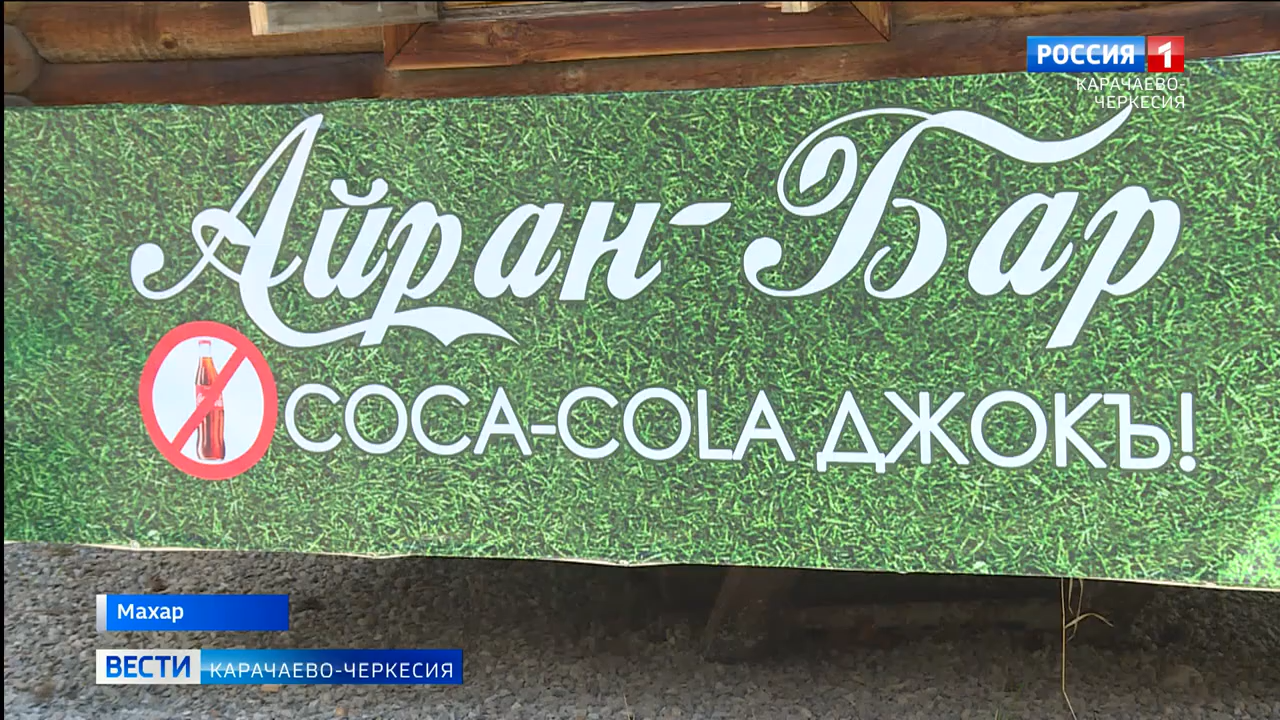 РОССИЯ 1
КАРАЧАЕВО-
ЧЕРКЕСИЯ
Айран-Бар
COCA-COLA ДЖОКЪ!
Махар
ВЕСТИ КАРАЧАЕВО-ЧЕРКЕСИЯ